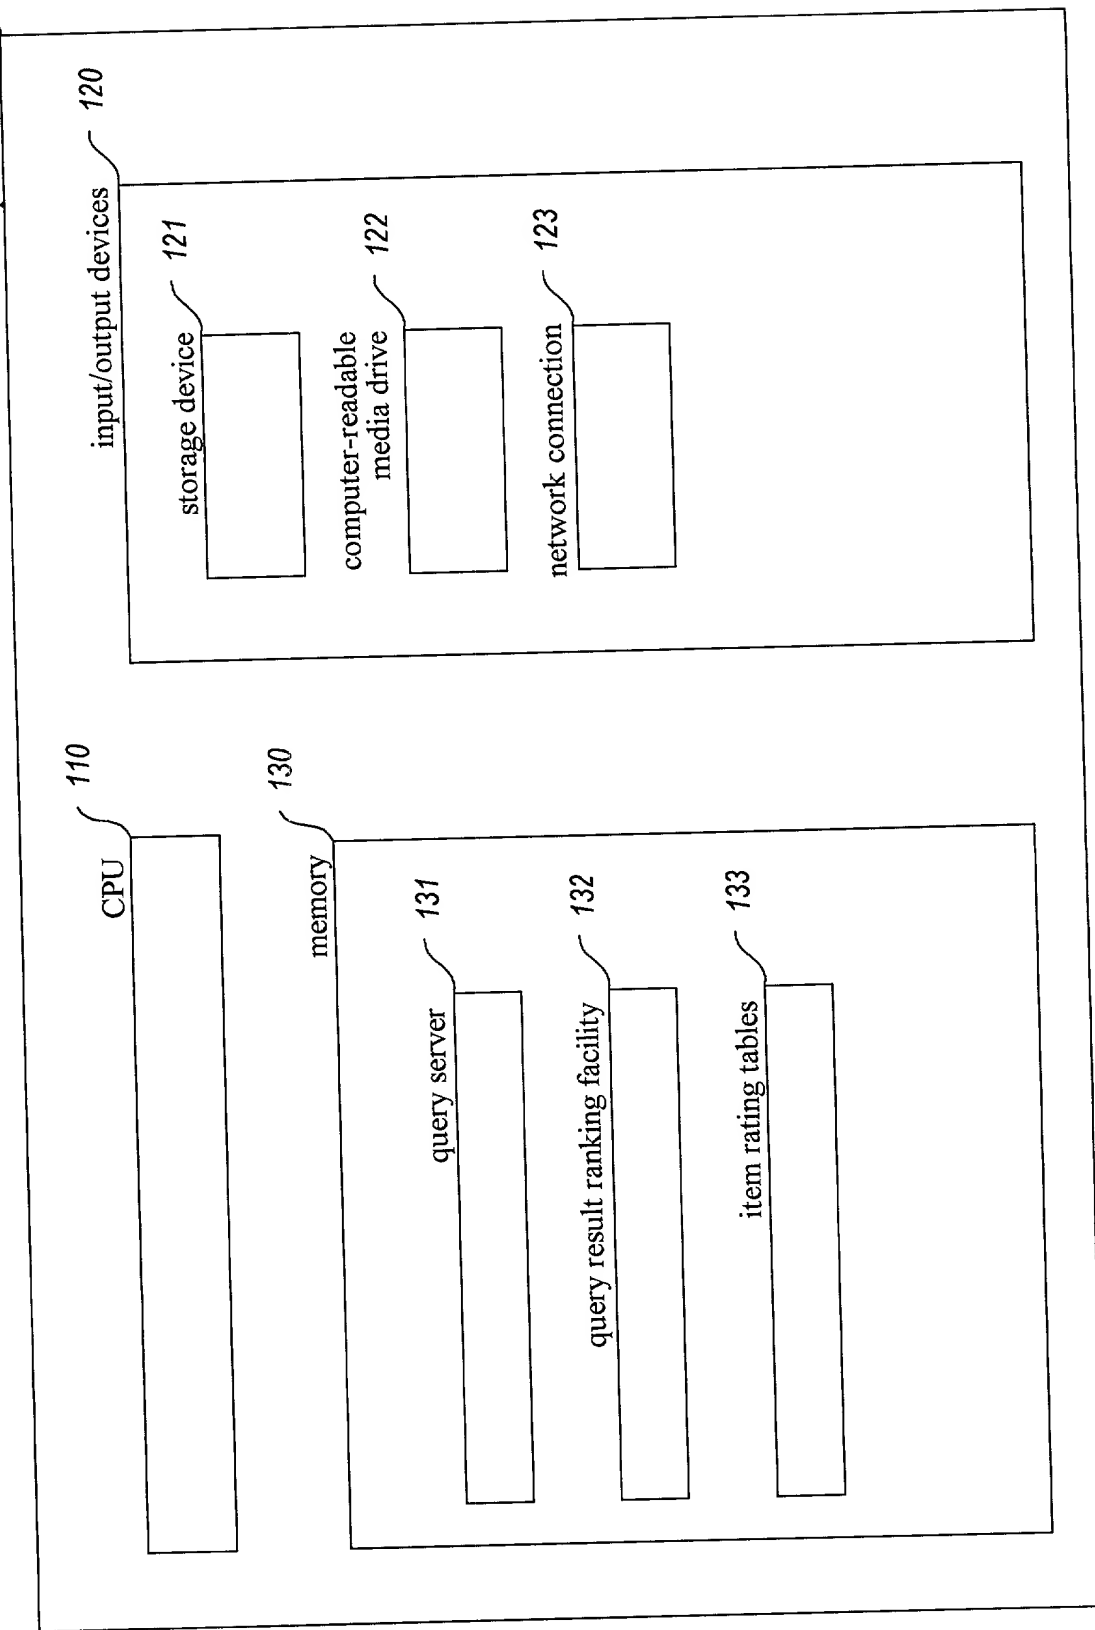 CPU
110
memory
130
query server
131
query result ranking facility
132
item rating tables
133
input/output devices
120
storage device
121
computer-readable
media drive
122
network connection
123